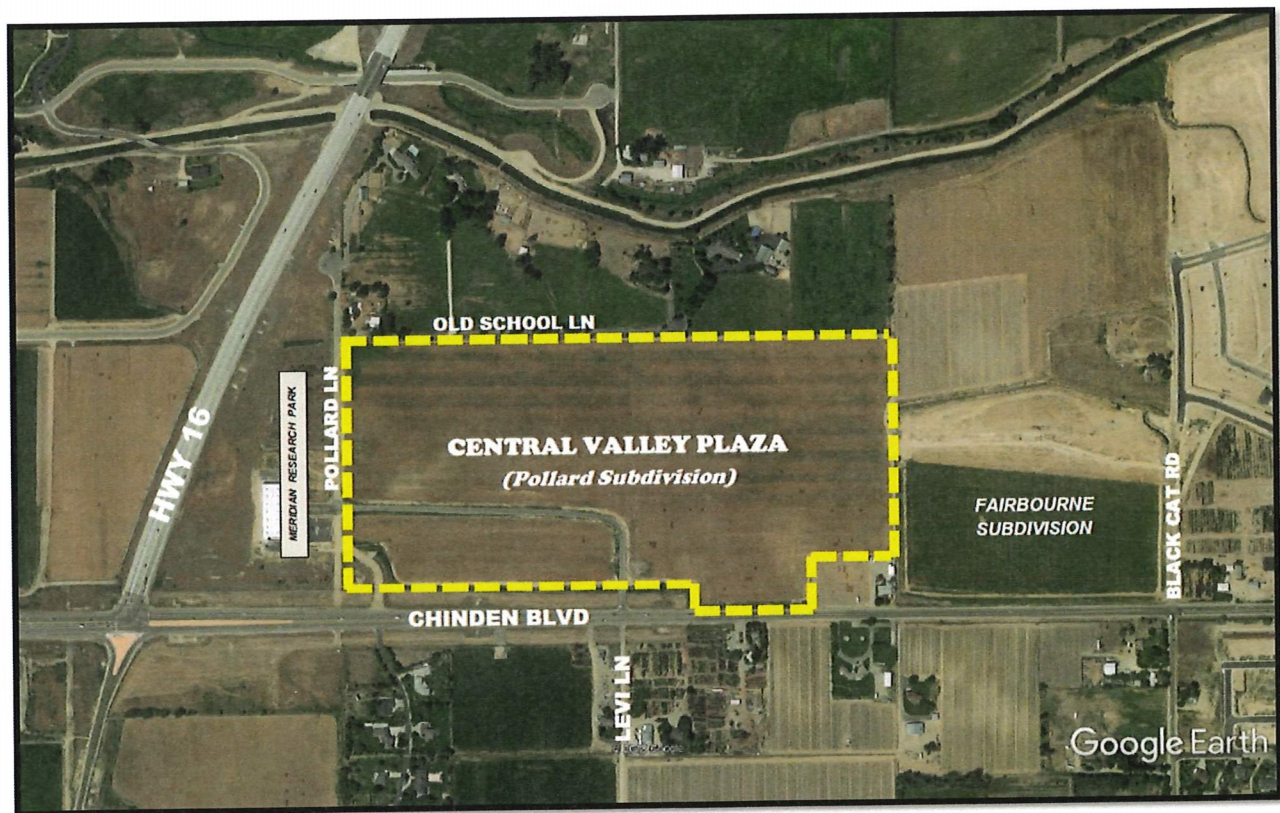 OLD SCHOOL LN
POLLARD LN
MERIDIAN RESEARCH PARK
HWY 16
CENTRAL VALLEY PLAZA
(Pollard Subdivision)
FAIRBOURNE
SUBDIVISION
BLACK CAT RD
CHINDEN BLVD
LEVI LN
Google Earth